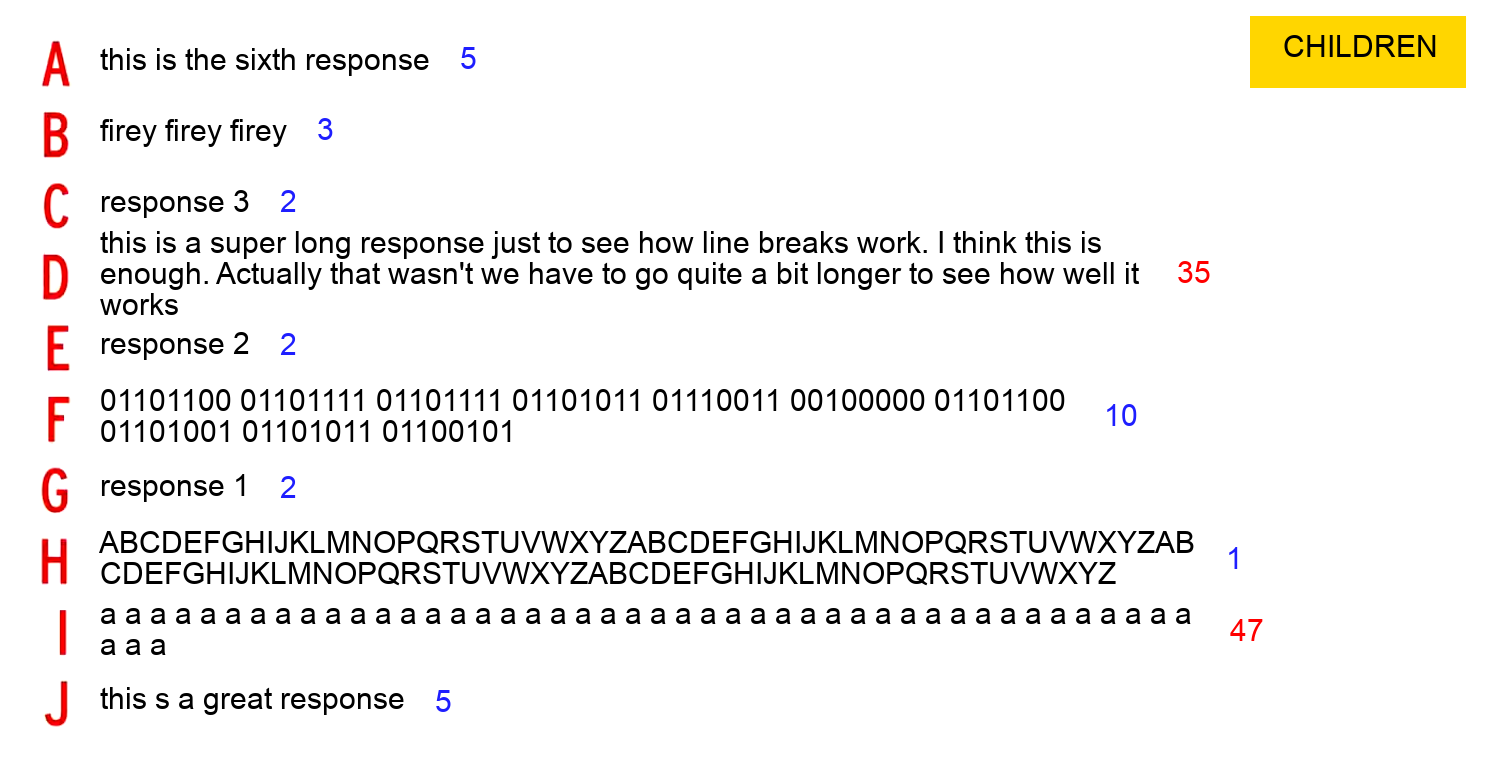 CHILDREN
A this is the sixth response 5
B firey firey firey 3
C response 3 2
this is a super long response just to see how line breaks work. I think this is
D enough. Actually that wasn't we have to go quite a bit longer to see how well it 35
works
E response 2 2
F 01101100 01101111 01101111 01101011 01110011 00100000 01101100
01101001 01101011 01100101 10
G response 1 2
H ABCDEFGHIJKLMNOPQRSTUVWXYZABCDEFGHIJKLMNOPQRSTUVWXYZAB
CDEFGHIJKLMNOPQRSTUVWXYZABCDEFGHIJKLMNOPQRSTUVWXYZ 1
I a a a a a a a a a a a a a a a a a a a a a a a a a a a a a a a a a a a a a a a a a a a a
a a a 47
J this s a great response 5